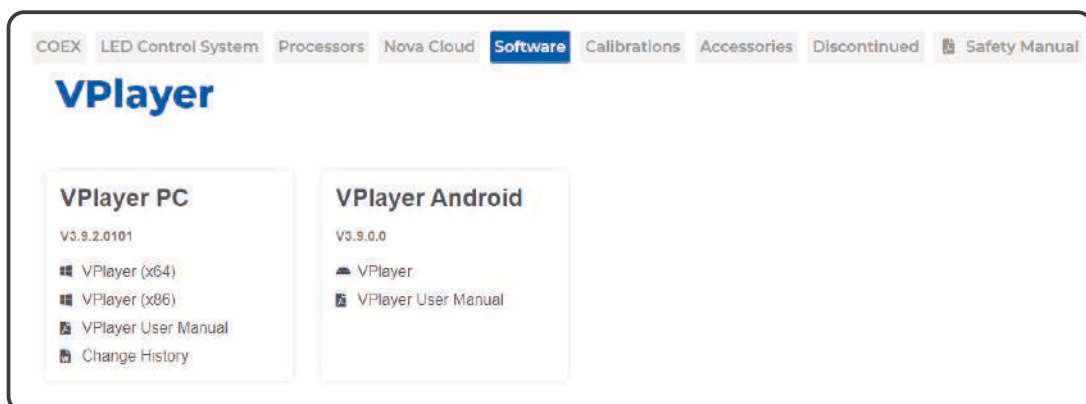 COEX LED Control System Processors Nova Cloud Software Calibrations Accessories Discontinued Safety Manual
VPlayer
VPlayer PC
V3.9.2.0101
VPlayer (x64)
VPlayer (x86)
VPlayer User Manual
Change History
VPlayer Android
V3.9.0.0
VPlayer
VPlayer User Manual